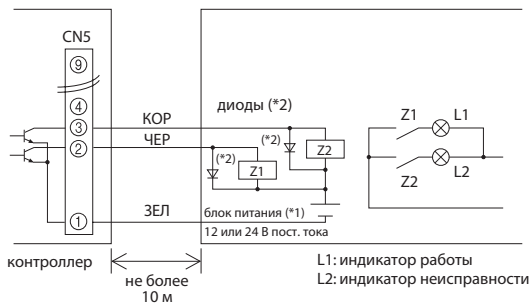 CN5
⑨
④
③
②
①
КОР
ЧЕР
ЗЕЛ
диоды (*2)
(*2)
Z2
(*2)
Z1
блок питания (*1)
12 или 24 В пост. тока
Z1
L1
Z2
L2
контроллер
не более
10 м
L1: индикатор работы
L2: индикатор неисправности